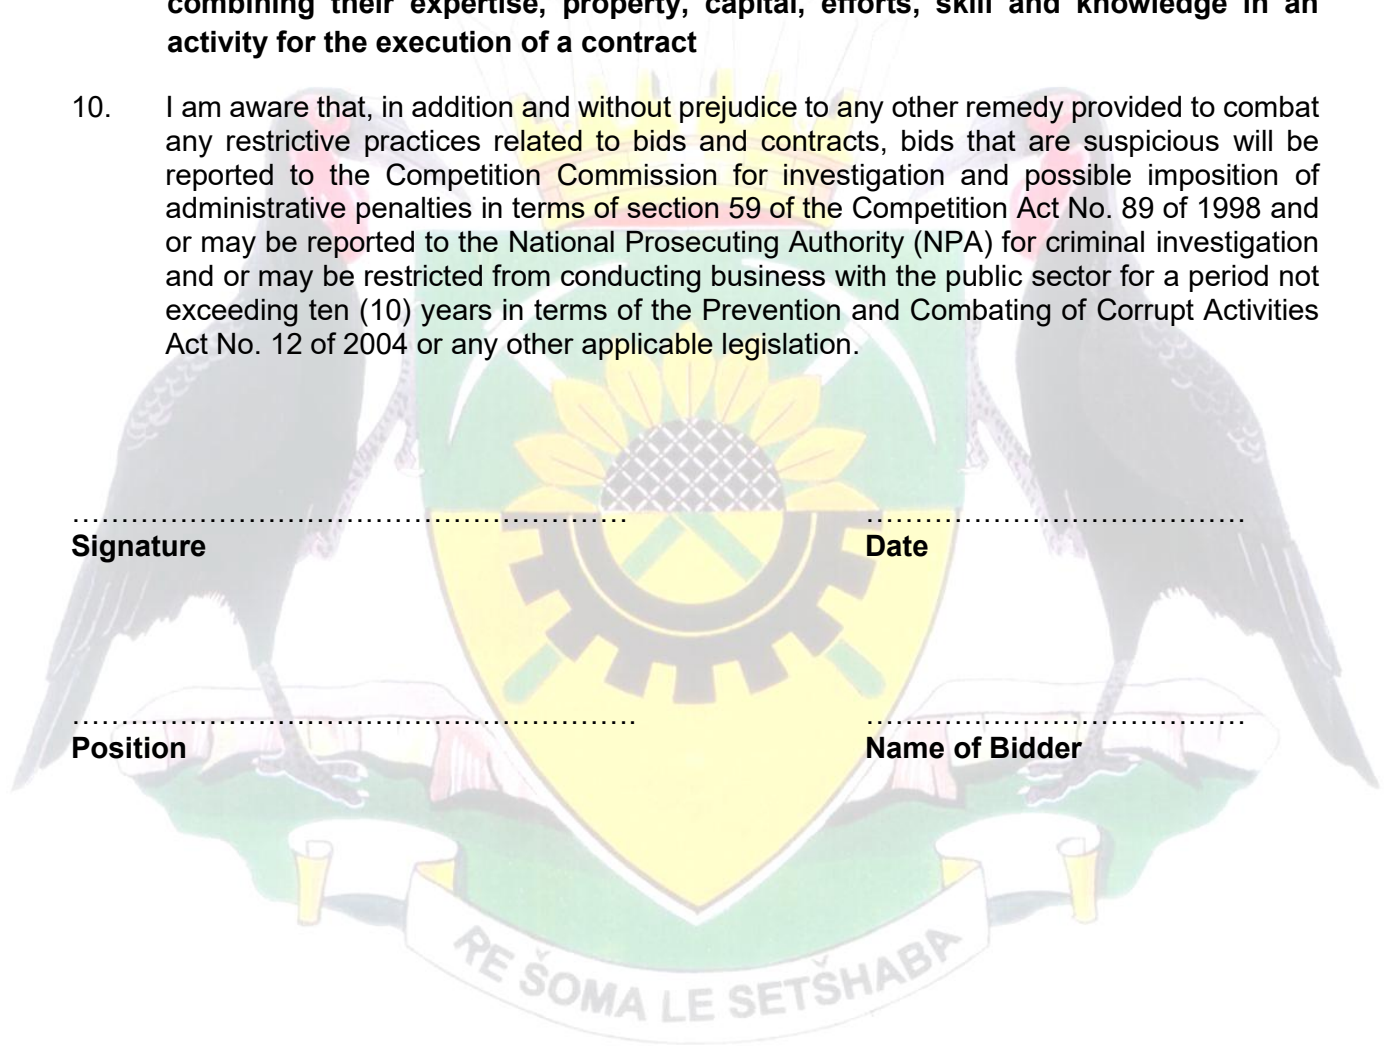 combining their expertise, property, capital, efforts, skill and knowledge in an
activity for the execution of a contract
10. I am aware that, in addition and without prejudice to any other remedy provided to combat
any restrictive practices related to bids and contracts, bids that are suspicious will be
reported to the Competition Commission for investigation and possible imposition of
administrative penalties in terms of section 59 of the Competition Act No. 89 of 1998 and
or may be reported to the National Prosecuting Authority (NPA) for criminal investigation
and or may be restricted from conducting business with the public sector for a period not
exceeding ten (10) years in terms of the Prevention and Combating of Corrupt Activities
Act No. 12 of 2004 or any other applicable legislation.
………………………………………………… …………………………………
Signature Date
…………………………………………………. …………………………………
Position Name of Bidder
RE ŠOMA LE SETŠHABA